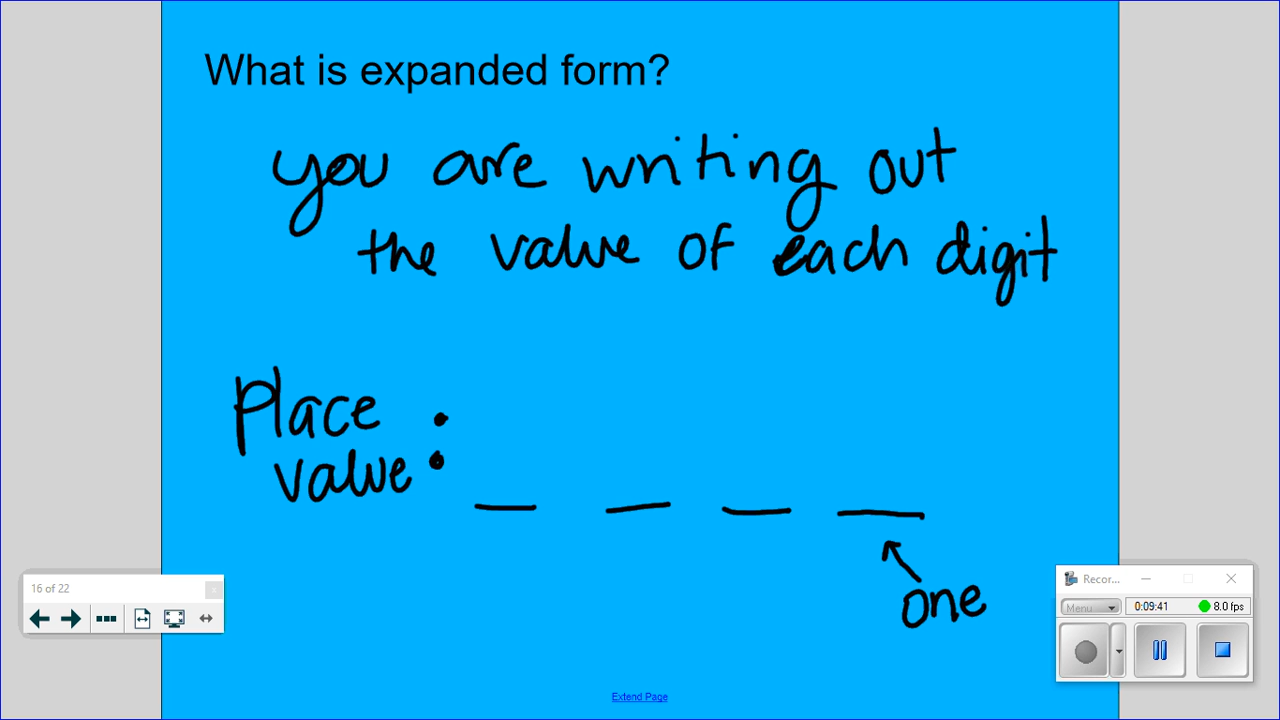 What is expanded form?
you are writing out
the value of each digit
Place
value:
one
16 of 22
Recor...
Menu
0:09:41
8.0 fps
Extend Page